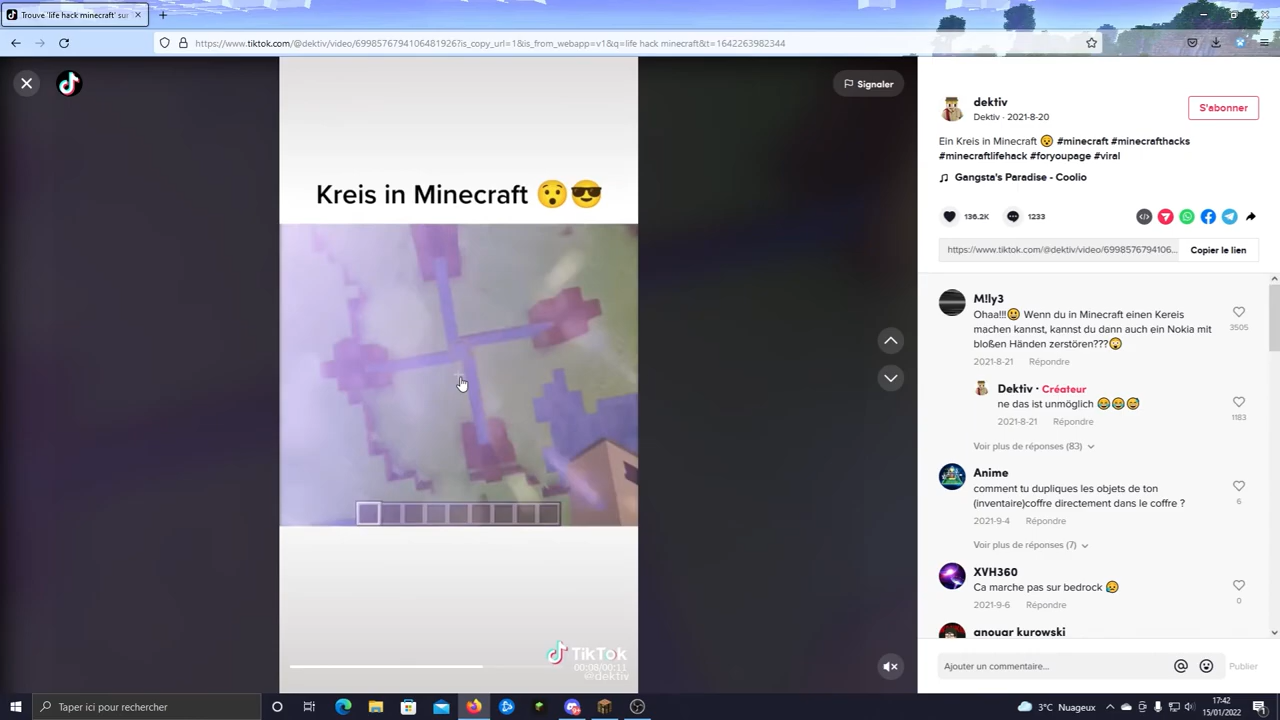 Trouve 'life hack minecraft' sur
https://www.tiktok.com/@dektiv/video/6998576794106481926?is_copy_url=1&is_from_webapp=v1&q=life hack minecraft&t=1642263982344
Signaler
Kreis in Minecraft 😯😎
TikTok
00:08/00:11
@dektiv
dektiv
Dektiv · 2021-8-20
S'abonner
Ein Kreis in Minecraft 😯 #minecraft #minecrafthacks
#minecraftlifehack #foryoupage #viral
Gangsta's Paradise - Coolio
136.2K
1233
https://www.tiktok.com/@dektiv/video/6998576794106...
Copier le lien
M!ly3
Ohaa!!!😀 Wenn du in Minecraft einen Kereis
machen kannst, kannst du dann auch ein Nokia mit
bloßen Händen zerstören???😳
3505
2021-8-21 Répondre
Dektiv · Créateur
ne das ist unmöglich 😂😂😅
1183
2021-8-21 Répondre
Voir plus de réponses (83)
Anime
comment tu dupliques les objets de ton
(inventaire)coffre directement dans le coffre ?
6
2021-9-4 Répondre
Voir plus de réponses (7)
XVH360
Ca marche pas sur bedrock 😥
0
2021-9-6 Répondre
anouar kurowski
Ajouter un commentaire...
Publier
Taper ici pour rechercher
3°C Nuageux
17:42
15/01/2022
1